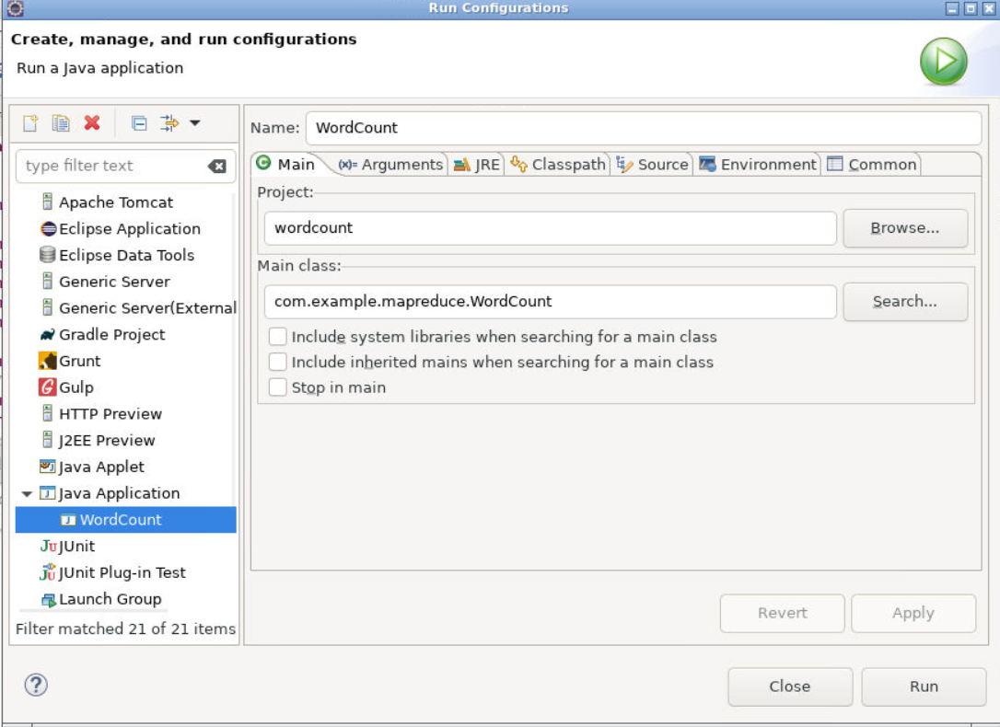 Run Configurations
Create, manage, and run configurations
Run a Java application
Name: WordCount
type filter text
Main (x)= Arguments JRE Classpath Source Environment Common
Apache Tomcat
Eclipse Application
Eclipse Data Tools
Generic Server
Generic Server(External
Gradle Project
Grunt
Gulp
HTTP Preview
J2EE Preview
Java Applet
Java Application
WordCount
JUnit
JUnit Plug-in Test
Launch Group
Filter matched 21 of 21 items
Project:
wordcount Browse...
Main class:
com.example.mapreduce.WordCount Search...
Include system libraries when searching for a main class
Include inherited mains when searching for a main class
Stop in main
Revert Apply
Close Run